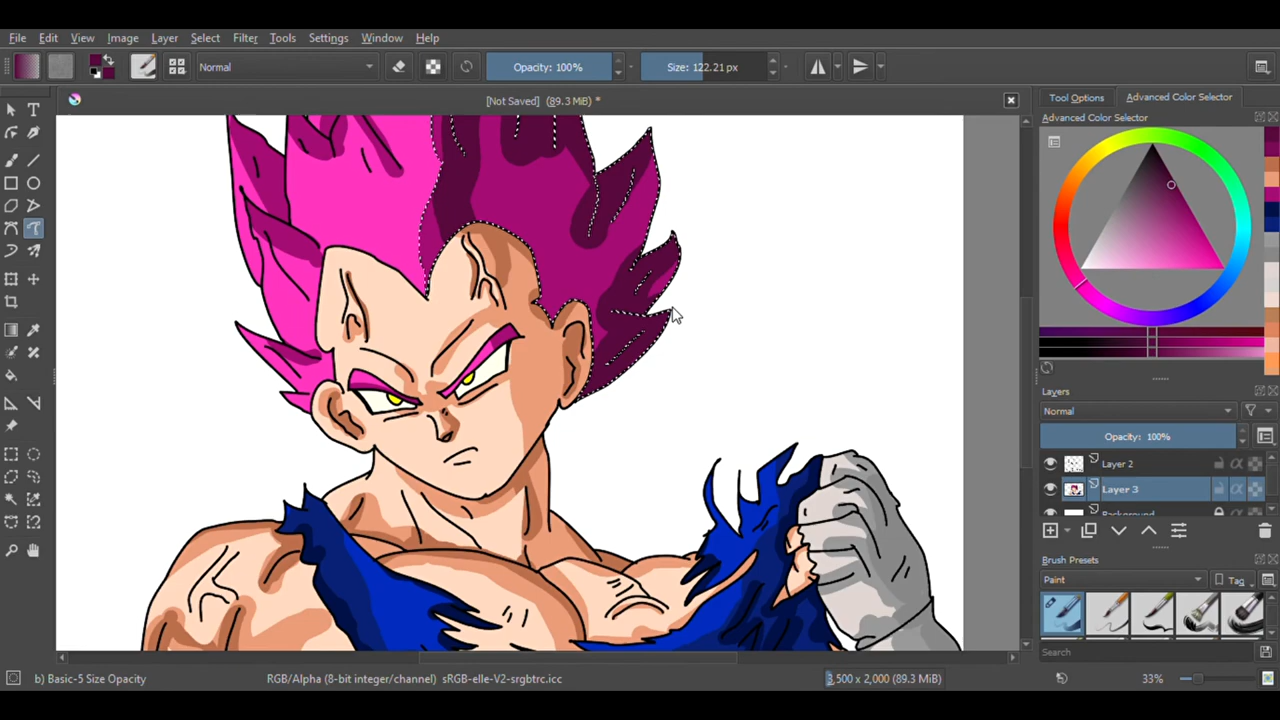 File Edit View Image Layer Select Filter Tools Settings Window Help
Normal Opacity: 100% Size: 122.21 px
[Not Saved] (89.3 MiB) *
Tool Options Advanced Color Selector
Advanced Color Selector
Layers
Normal
Opacity: 100%
Layer 2
Layer 3
Background
Brush Presets
Paint Tag
Search
b) Basic-5 Size Opacity RGB/Alpha (8-bit integer/channel) sRGB-elle-V2-srgbtrc.icc 3,500 x 2,000 (89.3 MiB) 33%